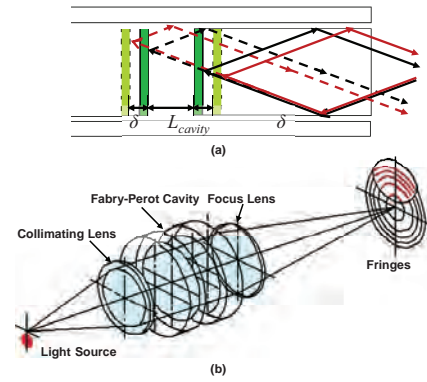 δ L_cavity δ
(a)
Fabry-Perot Cavity Focus Lens
Collimating Lens
Fringes
Light Source
(b)